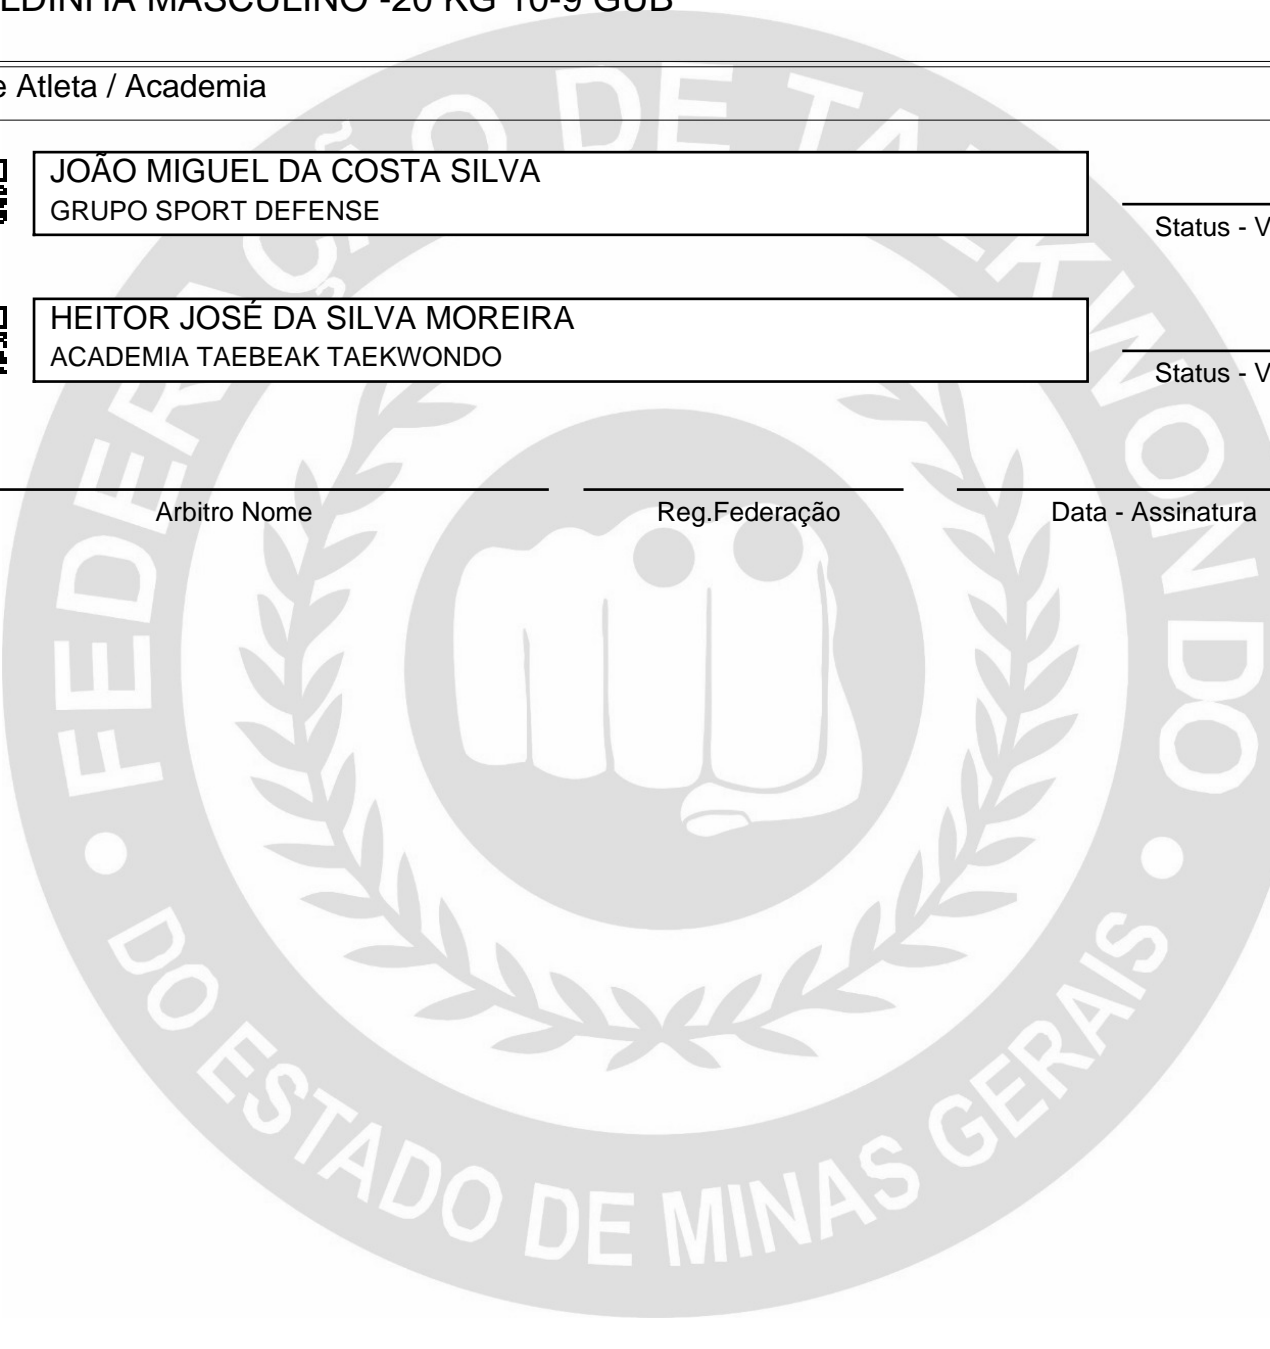 LDINHA MASCULINO -20 KG 10-9 GUB
e Atleta / Academia
JOÃO MIGUEL DA COSTA SILVA
GRUPO SPORT DEFENSE
Status - V
HEITOR JOSÉ DA SILVA MOREIRA
ACADEMIA TAEBEAK TAEKWONDO
Status - V
Arbitro Nome
Reg.Federação
Data - Assinatura
FEDERAÇÃO DE TAEKWONDO
DO ESTADO DE MINAS GERAIS